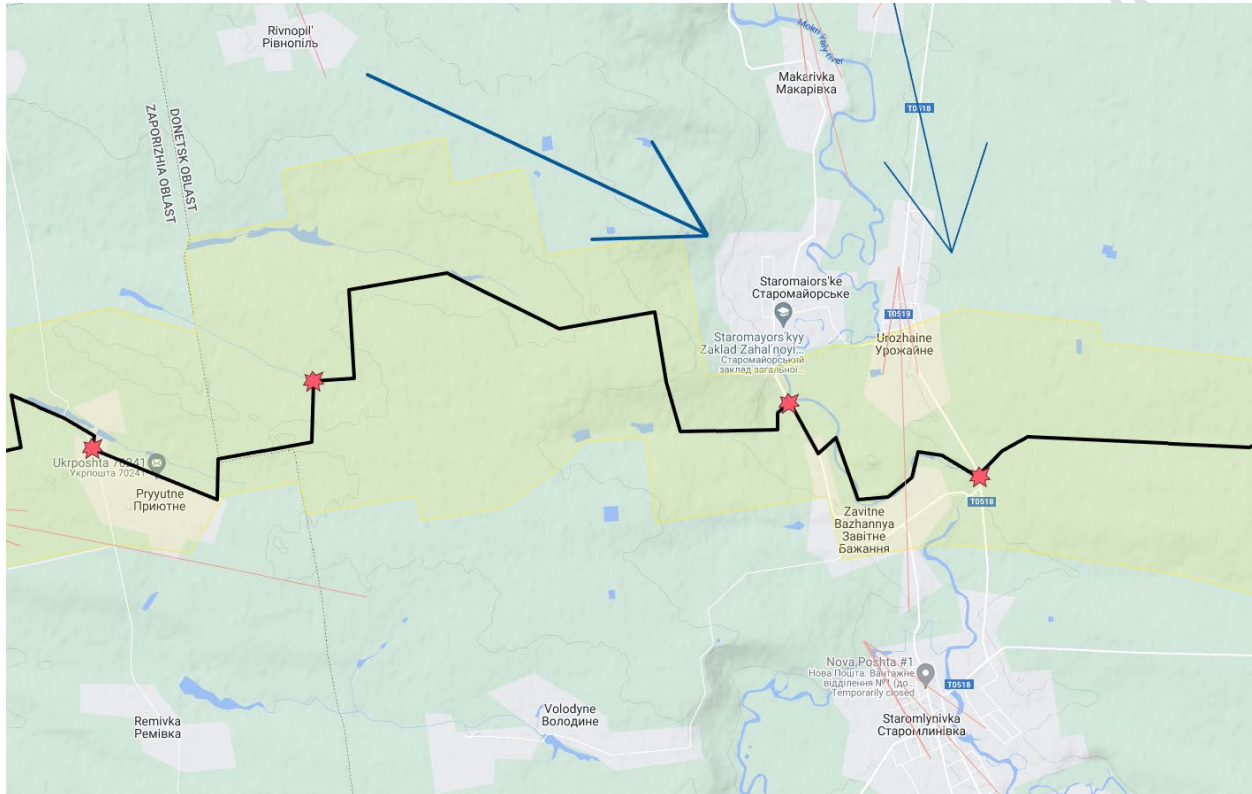 Rivnopil'
Рівнопіль
Mokri Yaly river
Makarivka
Макарівка
T0518
DONETSK OBLAST
ZAPORIZHIA OBLAST
Staromaiors'ke
Старомайорське
T0518
Staromayors'kyy
Zaklad Zahal'noyi...
Старомайорський
заклад загальної...
Urozhaine
Урожайне
Ukrposhta 70241
Укрпошта 70241
Pryyutne
Приютне
T0518
Zavitne
Bazhannya
Завітне
Бажання
Nova Poshta #1
Нова Пошта. Вантажне
відділення №1 (до...
Temporarily closed
T0518
Remivka
Ремівка
Volodyne
Володине
Staromlynivka
Старомлинівка